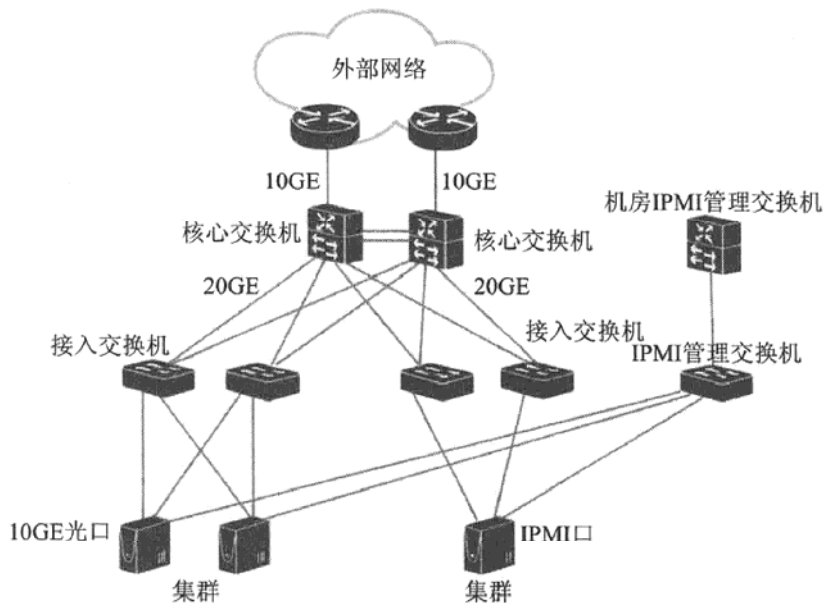 外部网络
10GE
10GE
核心交换机
核心交换机
机房IPMI管理交换机
20GE
20GE
接入交换机
接入交换机
IPMI管理交换机
10GE光口
IPMI口
集群
集群